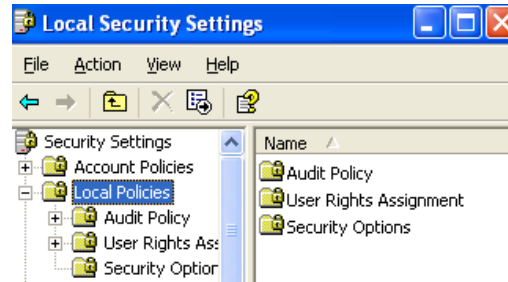 Local Security Settings
File Action View Help
Security Settings
Account Policies
Local Policies
Audit Policy
User Rights Ass
Security Option
Name
Audit Policy
User Rights Assignment
Security Options